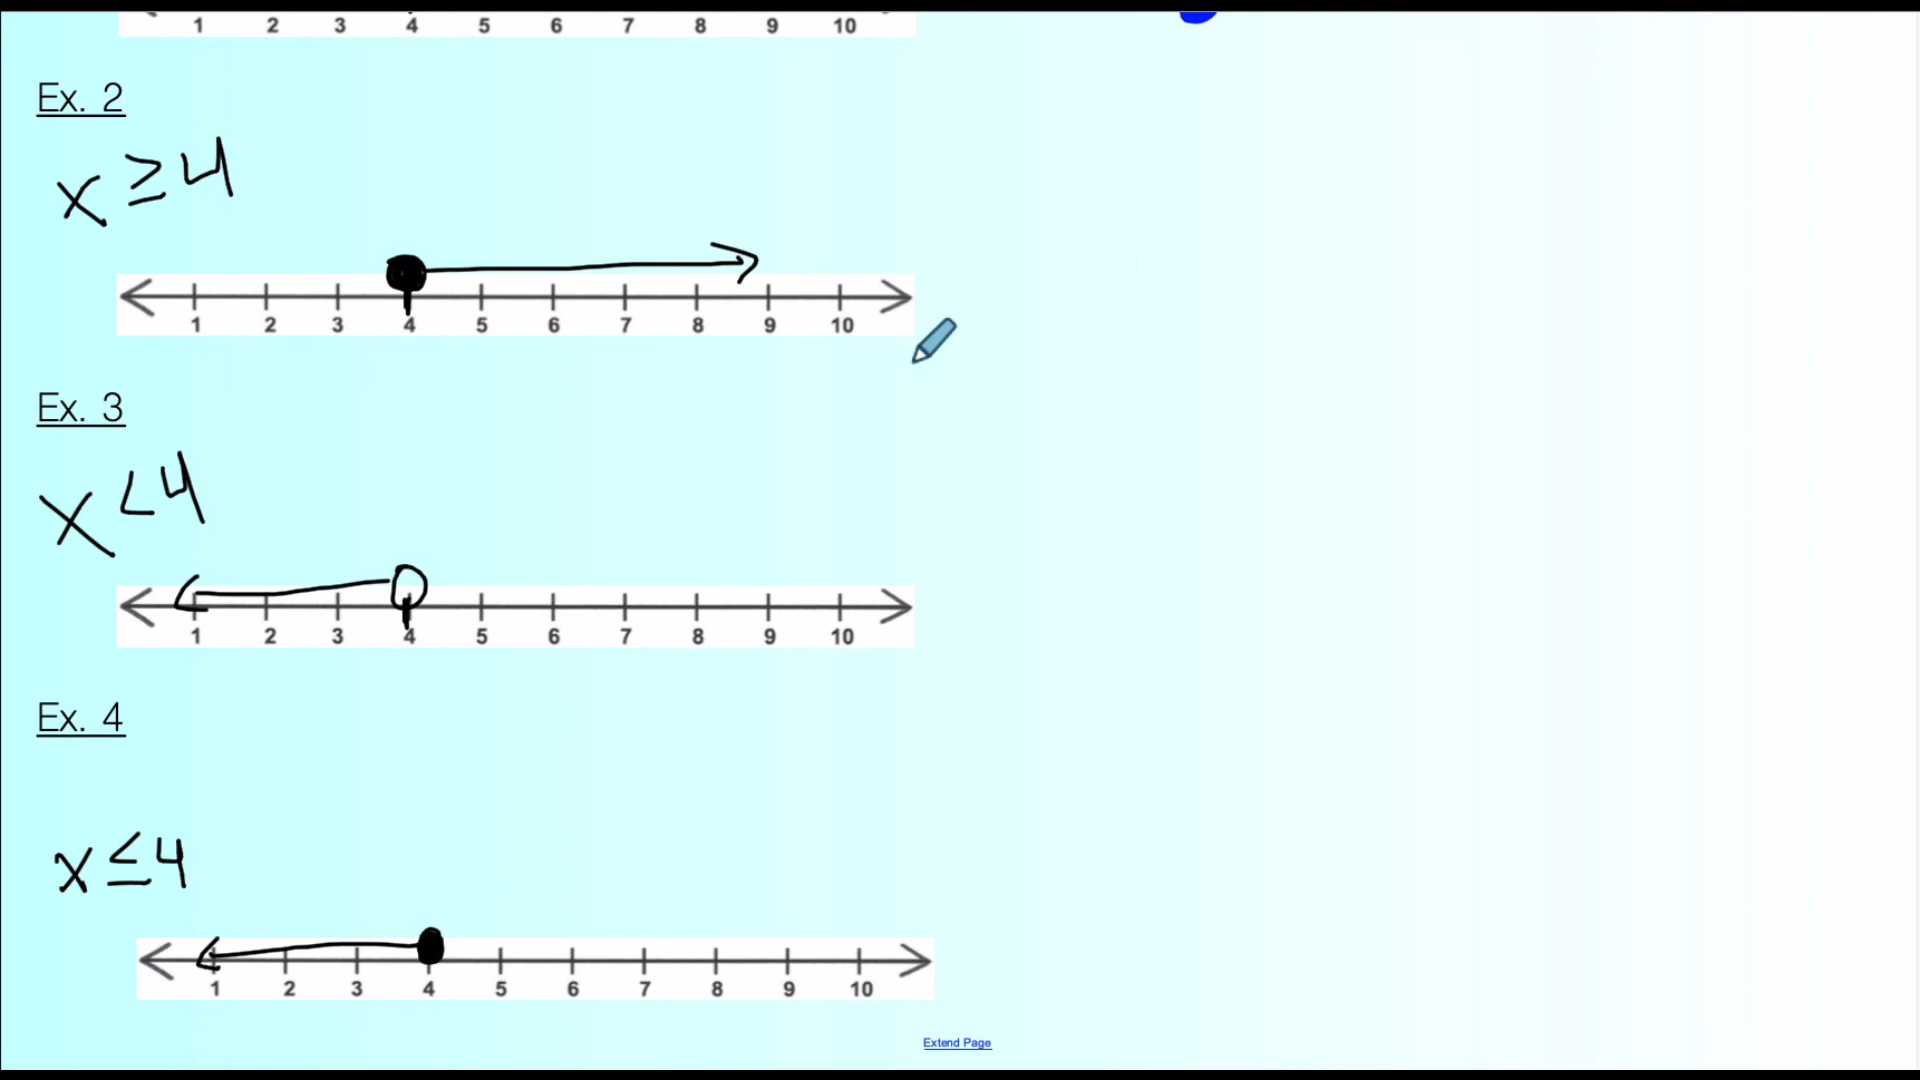 1 2 3 4 5 6 7 8 9 10
Ex. 2
x ≥ 4
1 2 3 4 5 6 7 8 9 10
Ex. 3
x < 4
1 2 3 4 5 6 7 8 9 10
Ex. 4
x ≤ 4
1 2 3 4 5 6 7 8 9 10
Extend Page